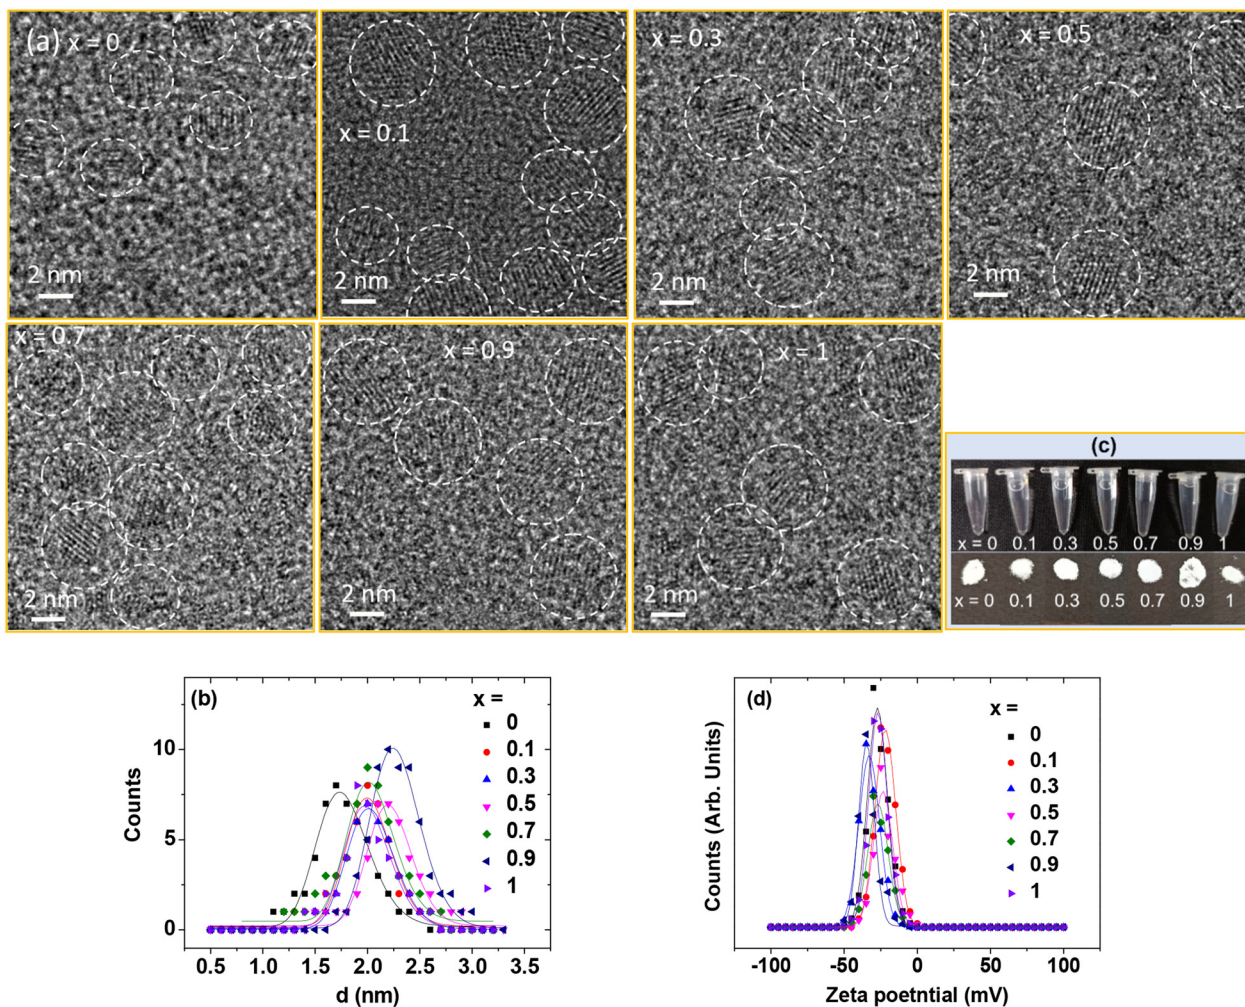 (a) x = 0
x = 0.1
x = 0.3
x = 0.5
2 nm
2 nm
2 nm
2 nm
x = 0.7
x = 0.9
x = 1
2 nm
2 nm
2 nm
(c)
x = 0 0.1 0.3 0.5 0.7 0.9 1
x = 0 0.1 0.3 0.5 0.7 0.9 1
(b)
x =
0
0.1
0.3
0.5
0.7
0.9
1
10
5
0
Counts
0.5 1.0 1.5 2.0 2.5 3.0 3.5
d (nm)
(d)
x =
0
0.1
0.3
0.5
0.7
0.9
1
Counts (Arb. Units)
-100 -50 0 50 100
Zeta poetntial (mV)